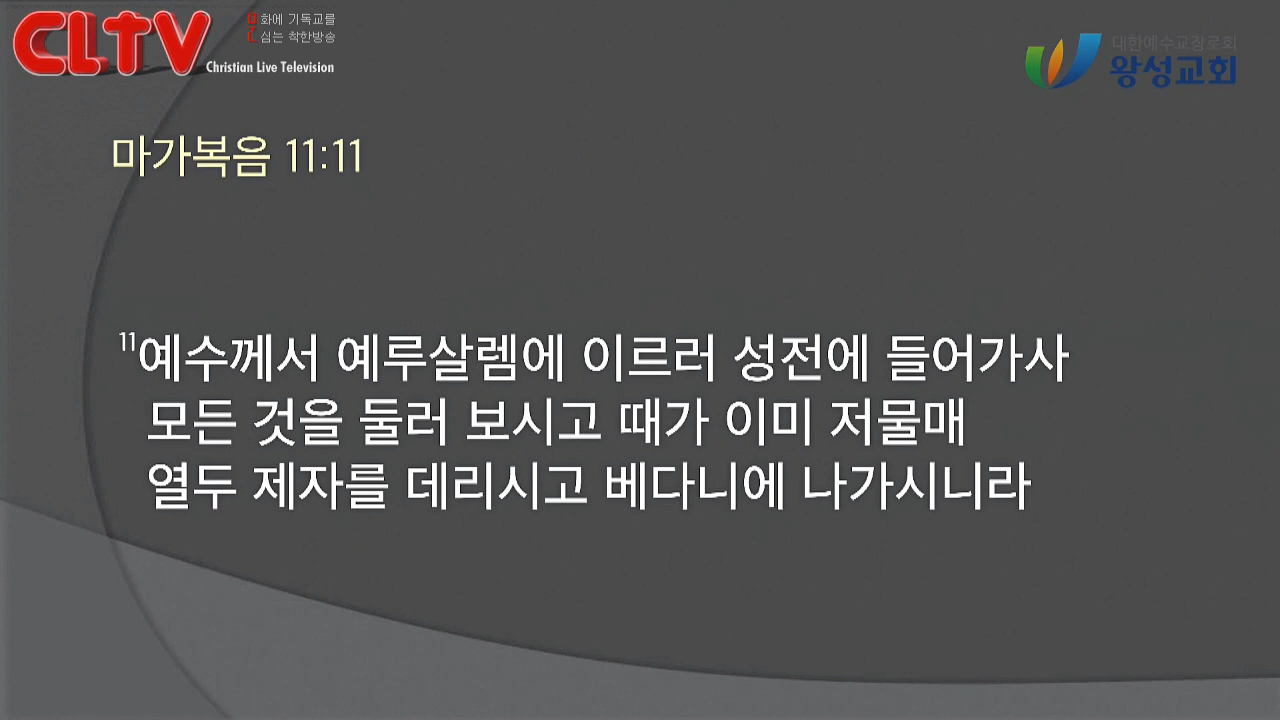 CLTV
화에 기독교를
심는 착한방송
Christian Live Television
대한예수교장로회
왕성교회
마가복음 11:11
11예수께서 예루살렘에 이르러 성전에 들어가사
모든 것을 둘러 보시고 때가 이미 저물매
열두 제자를 데리시고 베다니에 나가시니라